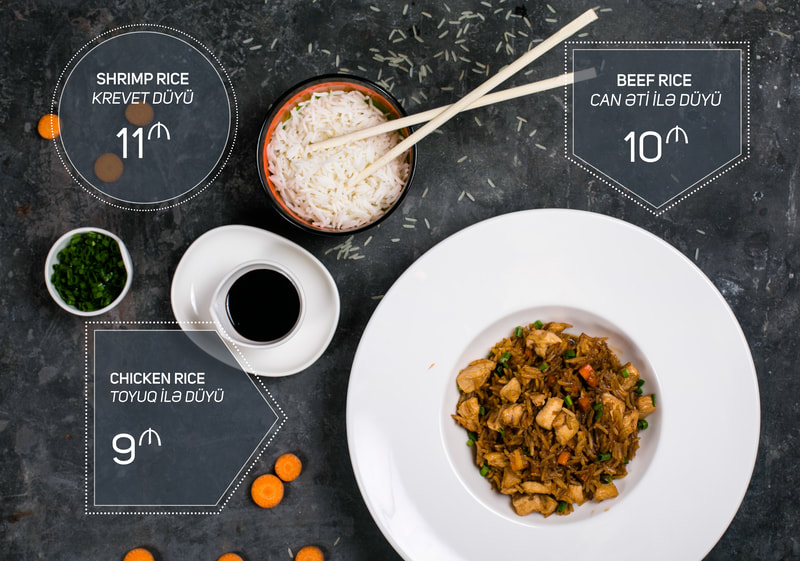 SHRIMP RICE
KREVET DÜYÜ
11₼
BEEF RICE
CAN ƏTİ İLƏ DÜYÜ
10₼
CHICKEN RICE
TOYUQ İLƏ DÜYÜ
9₼